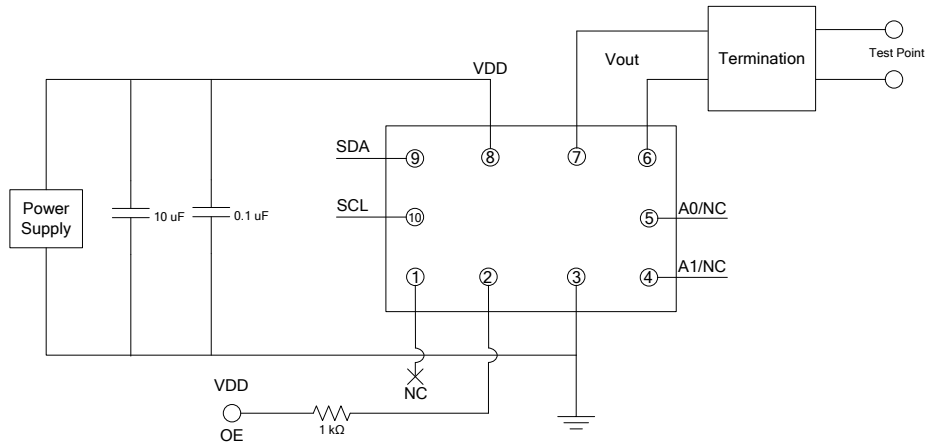 VDD
Vout
Termination
Test Point
SDA
9
8
7
6
Power
Supply
10 uF
0.1 uF
SCL
10
5
A0/NC
1
2
3
4
A1/NC
NC
VDD
OE
1 kΩ